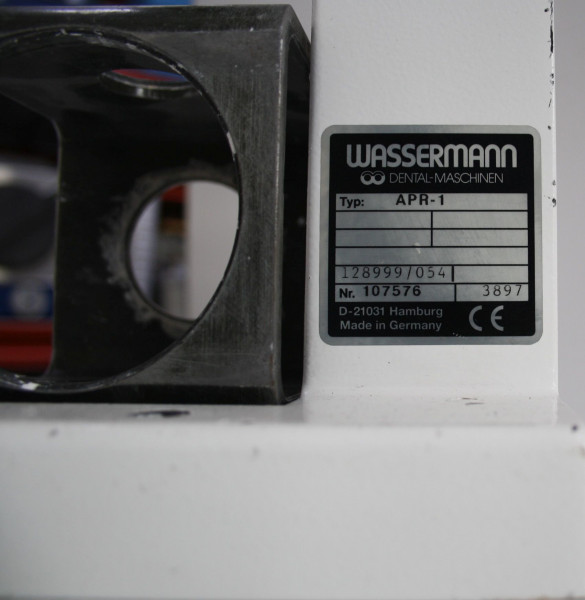 WASSERMANN
DENTAL-MASCHINEN
Typ: APR-1
128999/054
Nr. 107576 3897
D-21031 Hamburg
Made in Germany CE